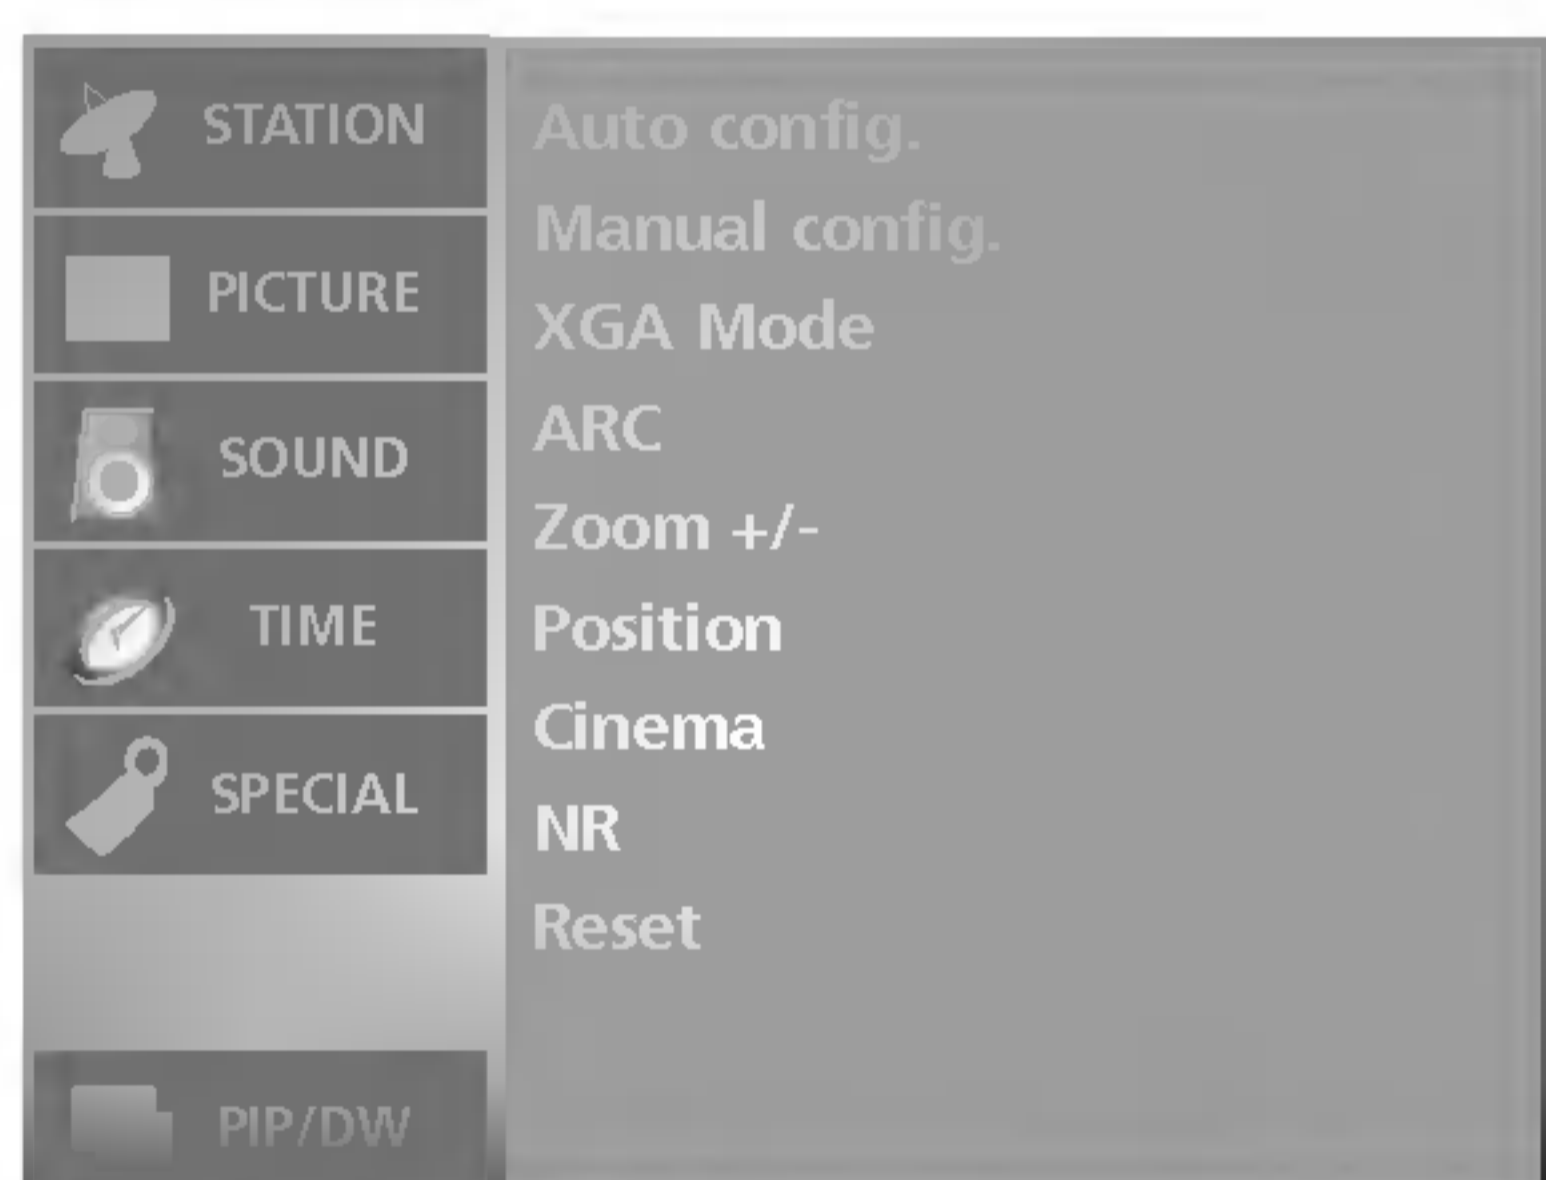 STATION
PICTURE
SOUND
TIME
SPECIAL
PIP/DW
Auto config.
Manual config.
XGA Mode
ARC
Zoom +/-
Position
Cinema
NR
Reset